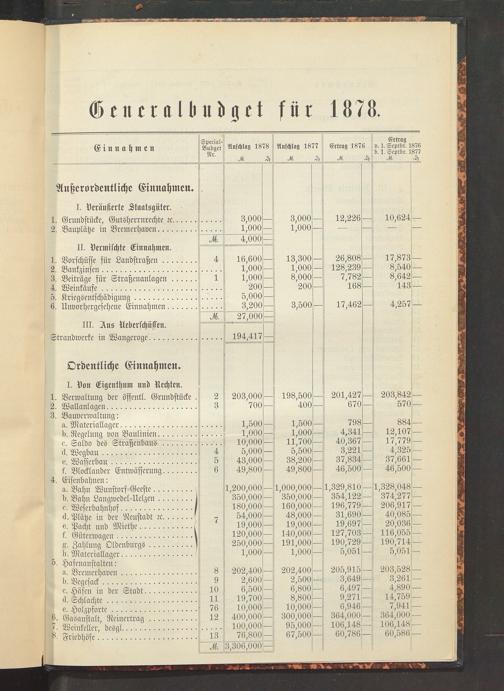 Generalbudget für 1878.
Einnahmen | Special-Budget Nr. | Anschlag 1878 ℳ ₰ | Anschlag 1877 ℳ ₰ | Ertrag 1876 ℳ ₰ | Ertrag v. 1. Septbr. 1876 b. 1. Septbr. 1877 ℳ ₰
Außerordentliche Einnahmen.
I. Veräußerte Staatsgüter.
1. Grundstücke, Gutsherrnrechte ꝛc. 3,000— 3,000— 12,226— 10,624—
2. Bauplätze in Bremerhaven 1,000— 1,000— — —
ℳ 4,000—
II. Vermischte Einnahmen.
1. Vorschüsse für Landstraßen 4 16,600— 13,300— 26,808— 17,873—
2. Bankzinsen 1,000— 1,000— 128,239— 8,540—
3. Beiträge für Straßenanlagen 1 1,000— 8,000— 7,782— 8,642—
4. Weinkäufe 200 200 168 143
5. Kriegsentschädigung 5,000—
6. Unvorhergesehene Einnahmen 3,200 3,500— 17,462— 4,257—
ℳ 27,000—
III. Aus Ueberschüssen.
Strandwerke in Wangeroge 194,417—
Ordentliche Einnahmen.
I. Von Eigenthum und Rechten.
1. Verwaltung der öffentl. Grundstücke 2 203,000— 198,500— 201,427— 203,842—
2. Wallanlagen 3 700 400 670 570
3. Bauverwaltung:
a. Materiallager 1,500— 1,500— 798 884
b. Regelung von Baulinien 1,000— 1,000— 4,341— 12,107—
c. Saldo des Straßenbaus 10,000— 11,700— 40,367— 17,779—
d. Wegbau 4 5,000— 5,500— 3,221— 4,325—
e. Wasserbau 5 43,000— 38,200— 37,834— 37,661—
f. Blocklander Entwässerung 6 49,800— 49,800— 46,500— 46,500—
4. Eisenbahnen:
a. Bahn Wunstorf-Geeste 1,200,000— 1,000,000— 1,329,810— 1,328,048—
b. Bahn Langwedel-Uelzen 350,000— 350,000— 354,122— 374,277—
c. Weserbahnhof 180,000— 160,000— 196,779— 206,917—
d. Plätze in der Neustadt ꝛc. 7 54,000— 48,000— 31,690— 40,085—
e. Pacht und Miethe 19,000— 19,000— 19,697— 20,036—
f. Güterwagen 120,000— 140,000— 127,703— 116,055—
g. Zahlung Oldenburgs 250,000— 191,000— 190,729— 190,714—
h. Materiallager 1,000— 1,000— 5,051— 5,051—
5. Hafenanstalten:
a. Bremerhaven 8 202,400— 202,400— 205,915— 203,528—
b. Vegesack 9 2,600— 2,500— 3,649— 3,261—
c. Häfen in der Stadt 10 6,500— 6,800— 6,497— 4,890—
d. Schlachte 11 19,700— 8,800— 9,271— 14,759—
e. Holzpforte 76 10,000— 10,000— 6,946— 7,941—
6. Gasanstalt, Reinertrag 12 400,000— 300,000— 364,000— 364,000—
7. Weinkeller, desgl. 100,000— 95,000— 106,148— 106,148—
8. Friedhöfe 13 76,800— 67,500— 60,786— 60,586—
ℳ 3,306,000—